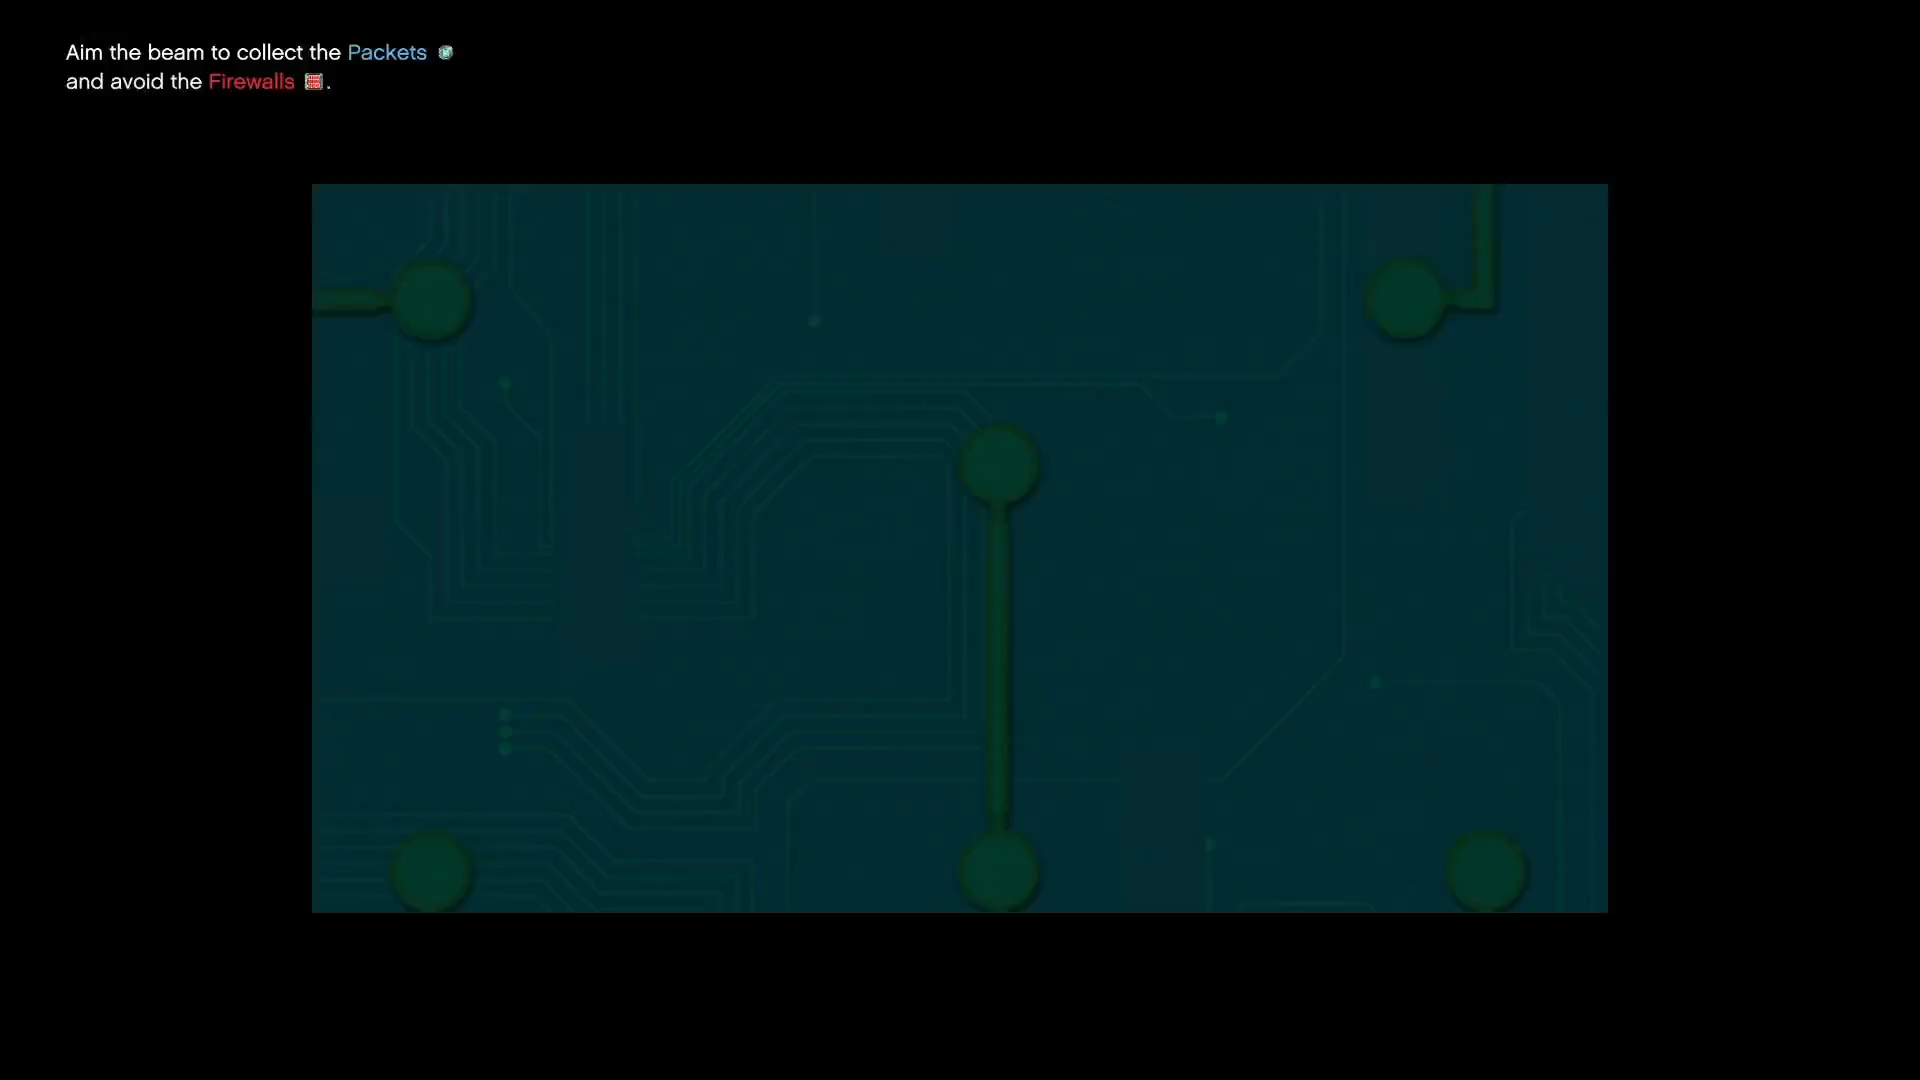 Aim the beam to collect the Packets
and avoid the Firewalls .